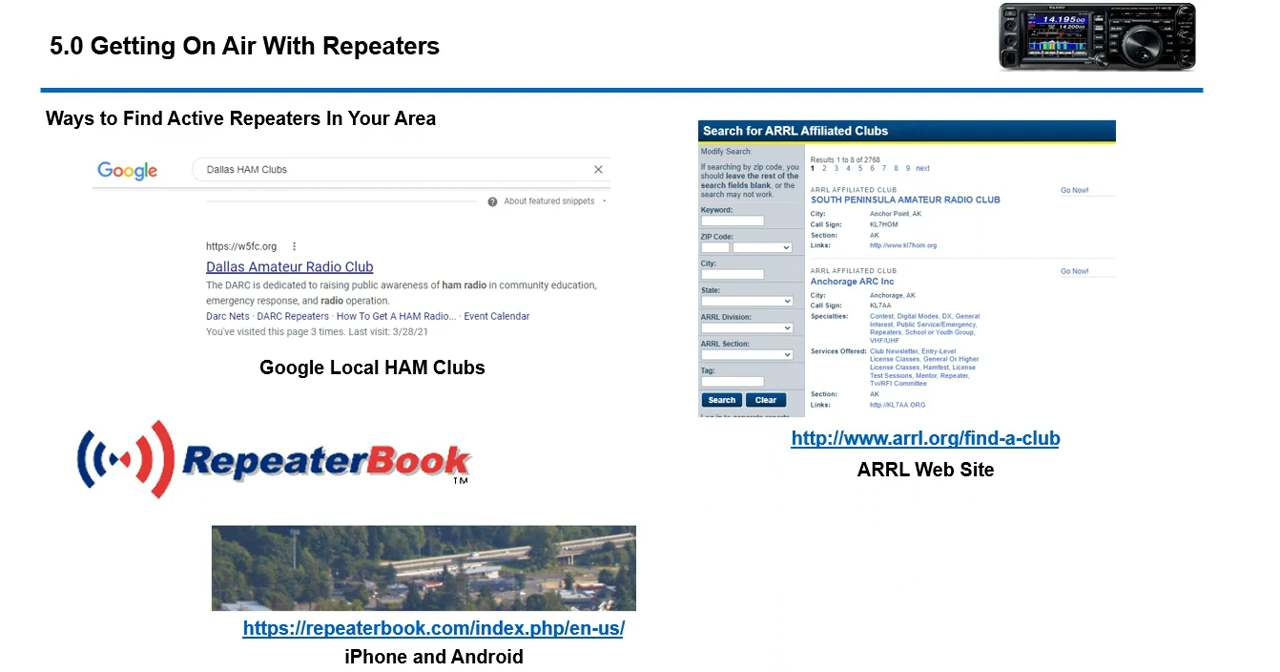 5.0 Getting On Air With Repeaters
14.195.00
14.200.00
Ways to Find Active Repeaters In Your Area
Google
Dallas HAM Clubs
About featured snippets
https://w5fc.org
Dallas Amateur Radio Club
The DARC is dedicated to raising public awareness of ham radio in community education,
emergency response, and radio operation.
Darc Nets · DARC Repeaters · How To Get A HAM Radio... · Event Calendar
You've visited this page 3 times. Last visit: 3/28/21
Google Local HAM Clubs
RepeaterBook
TM
https://repeaterbook.com/index.php/en-us/
iPhone and Android
Search for ARRL Affiliated Clubs
Modify Search:
If searching by zip code, you
should leave the rest of the
search fields blank, or the
search may not work.
Keyword:
ZIP Code:
City:
State:
ARRL Division:
ARRL Section:
Tag:
Search Clear
Log in to generate reports
Results 1 to 8 of 2768
1 2 3 4 5 6 7 8 9 next
ARRL AFFILIATED CLUB
Go Now!
SOUTH PENINSULA AMATEUR RADIO CLUB
City: Anchor Point, AK
Call Sign: KL7HOM
Section: AK
Links: http://www.kl7hom.org
ARRL AFFILIATED CLUB
Go Now!
Anchorage ARC Inc
City: Anchorage, AK
Call Sign: KL7AA
Specialties: Contest, Digital Modes, DX, General
Interest, Public Service/Emergency,
Repeaters, School or Youth Group,
VHF/UHF
Services Offered: Club Newsletter, Entry-Level
License Classes, General Or Higher
License Classes, Hamfest, License
Test Sessions, Mentor, Repeater,
TVI/RFI Committee
Section: AK
Links: http://KL7AA.ORG
http://www.arrl.org/find-a-club
ARRL Web Site